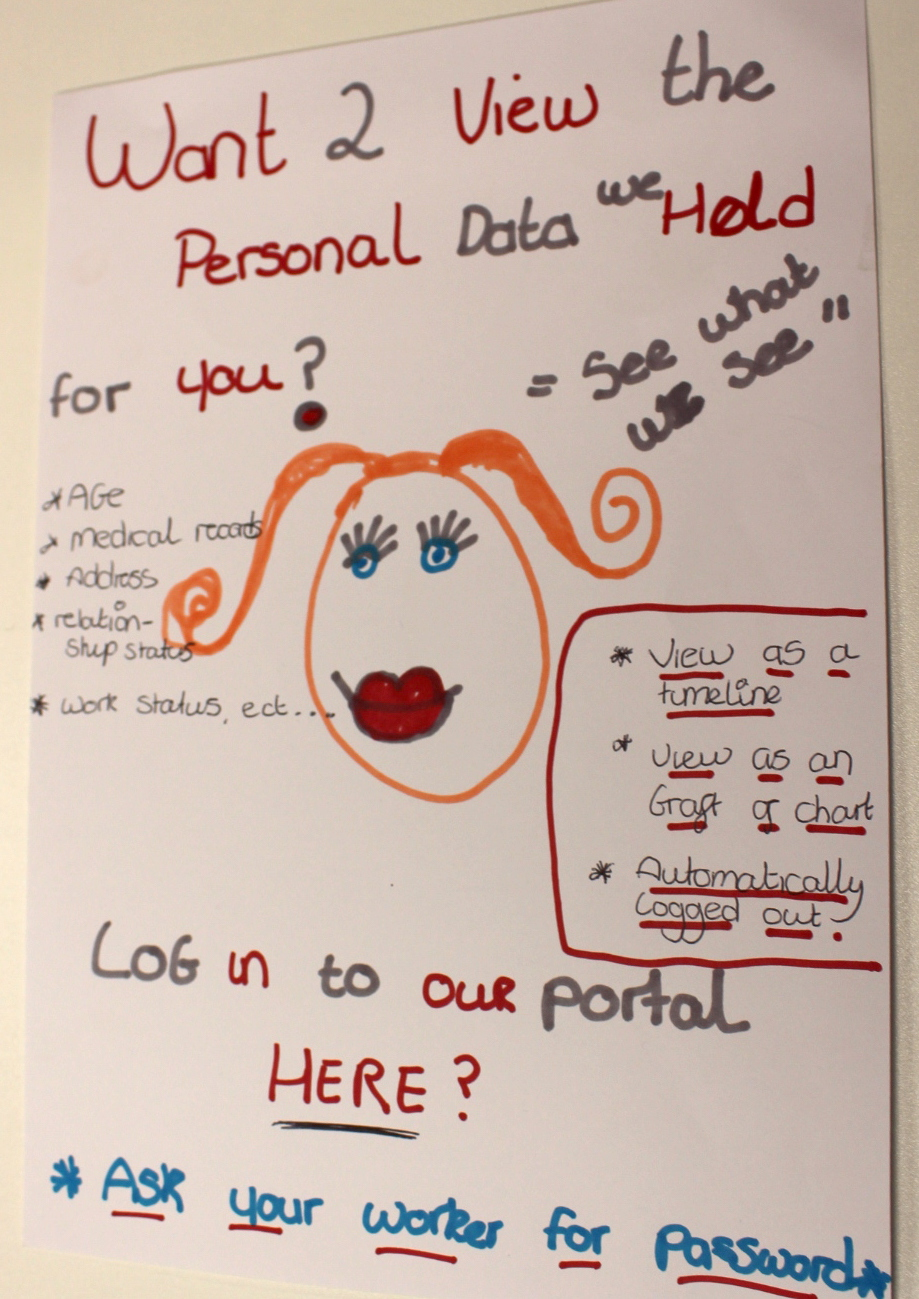 Want 2 View the
Personal Data we Hold
for you?
= See what
we see "
* AGe
* medical records
* Address
* relation-
ship status
* work status, ect....
* View as a
timeline
* View as an
Graft or chart
* Automatically
logged out.
LOG in to our portal
HERE?
* Ask your worker for Password*